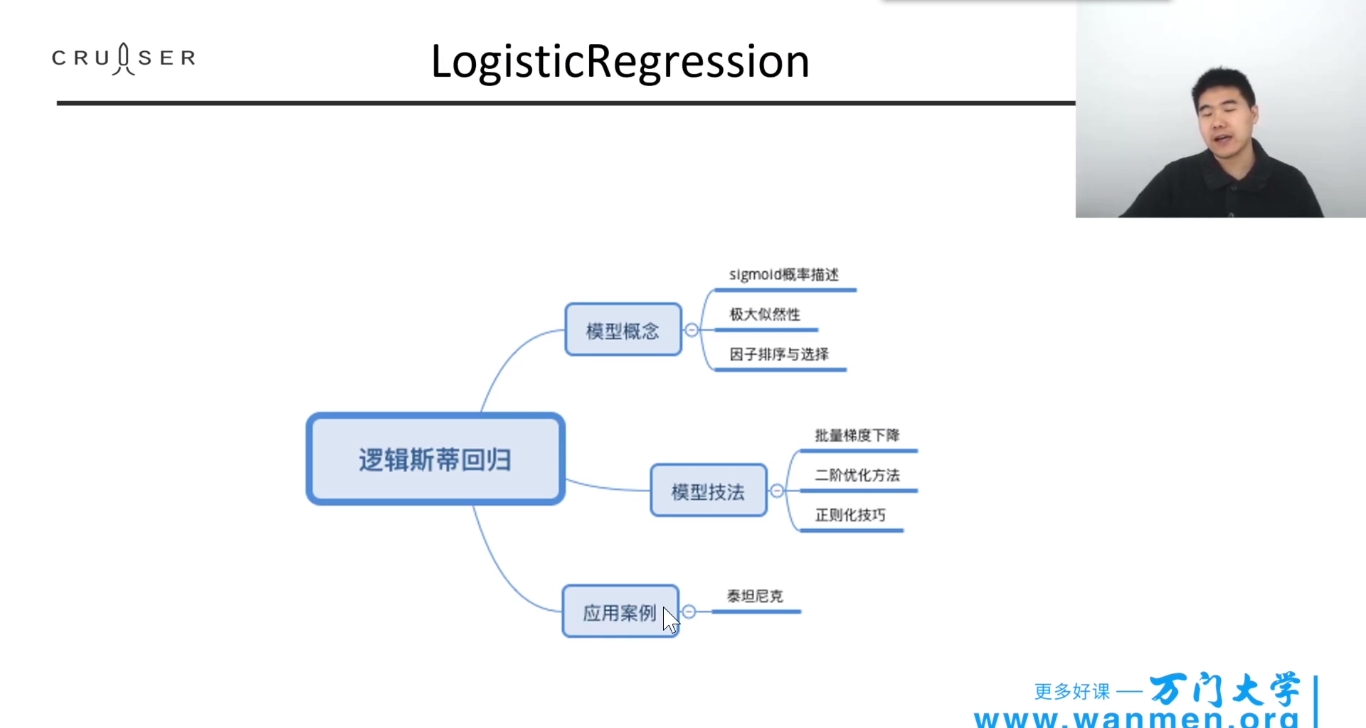 CRUISER
LogisticRegression
sigmoid概率描述
极大似然性
因子排序与选择
模型概念
逻辑斯蒂回归
批量梯度下降
二阶优化方法
正则化技巧
模型技法
应用案例
泰坦尼克
更多好课 — 万门大学
www.wanmen.org